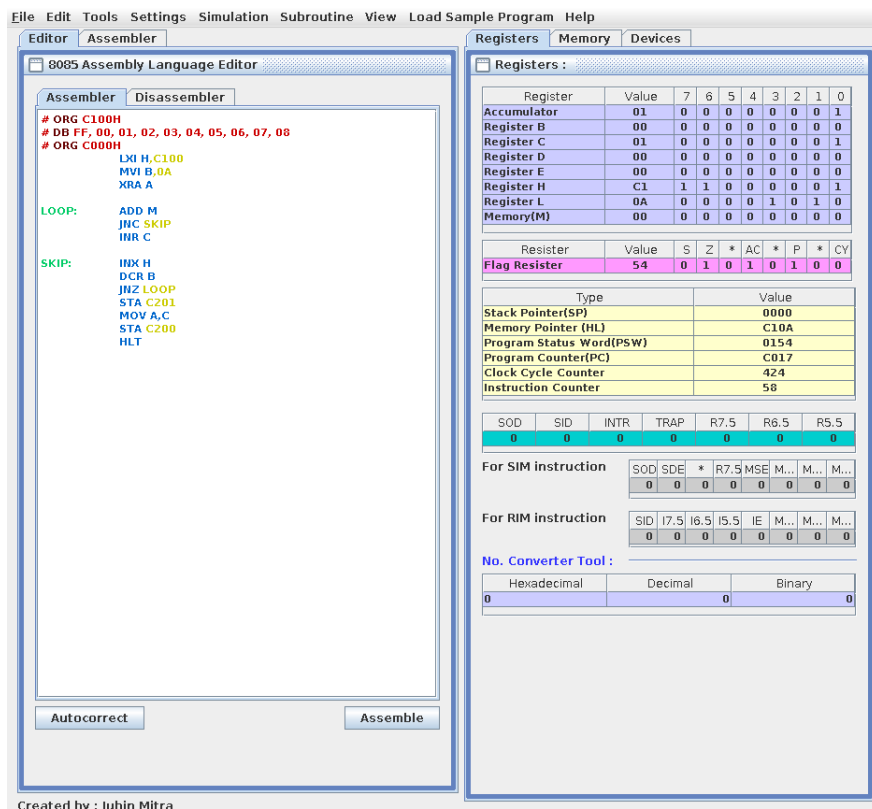 File Edit Tools Settings Simulation Subroutine View Load Sample Program Help
Editor Assembler
8085 Assembly Language Editor
Assembler Disassembler
# ORG C100H
# DB FF, 00, 01, 02, 03, 04, 05, 06, 07, 08
# ORG C000H
LXI H,C100
MVI B,0A
XRA A
LOOP: ADD M
JNC SKIP
INR C
SKIP: INX H
DCR B
JNZ LOOP
STA C201
MOV A,C
STA C200
HLT
Autocorrect Assemble
Created by : Jubin Mitra
Registers Memory Devices
Registers :
Register Value 7 6 5 4 3 2 1 0
Accumulator 01 0 0 0 0 0 0 0 1
Register B 00 0 0 0 0 0 0 0 0
Register C 01 0 0 0 0 0 0 0 1
Register D 00 0 0 0 0 0 0 0 0
Register E 00 0 0 0 0 0 0 0 0
Register H C1 1 1 0 0 0 0 0 1
Register L 0A 0 0 0 0 1 0 1 0
Memory(M) 00 0 0 0 0 0 0 0 0
Resister Value S Z * AC * P * CY
Flag Resister 54 0 1 0 1 0 1 0 0
Type Value
Stack Pointer(SP) 0000
Memory Pointer (HL) C10A
Program Status Word(PSW) 0154
Program Counter(PC) C017
Clock Cycle Counter 424
Instruction Counter 58
SOD SID INTR TRAP R7.5 R6.5 R5.5
0 0 0 0 0 0 0
For SIM instruction SOD SDE * R7.5 MSE M... M... M...
0 0 0 0 0 0 0 0
For RIM instruction SID I7.5 I6.5 I5.5 IE M... M... M...
0 0 0 0 0 0 0 0
No. Converter Tool :
Hexadecimal Decimal Binary
0 0 0